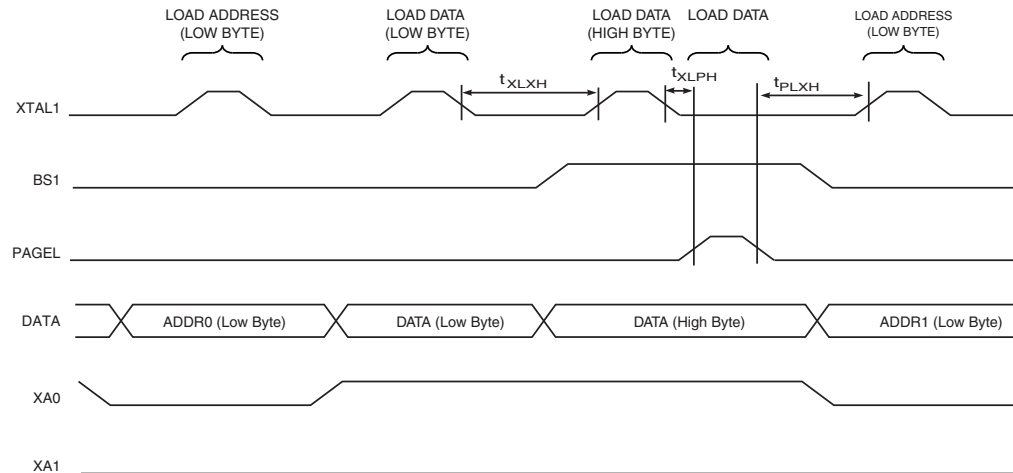 LOAD ADDRESS
(LOW BYTE)
LOAD DATA
(LOW BYTE)
LOAD DATA
(HIGH BYTE)
LOAD DATA
LOAD ADDRESS
(LOW BYTE)
tXLXH
tXLPH
tPLXH
XTAL1
BS1
PAGEL
DATA
ADDR0 (Low Byte)
DATA (Low Byte)
DATA (High Byte)
ADDR1 (Low Byte)
XA0
XA1